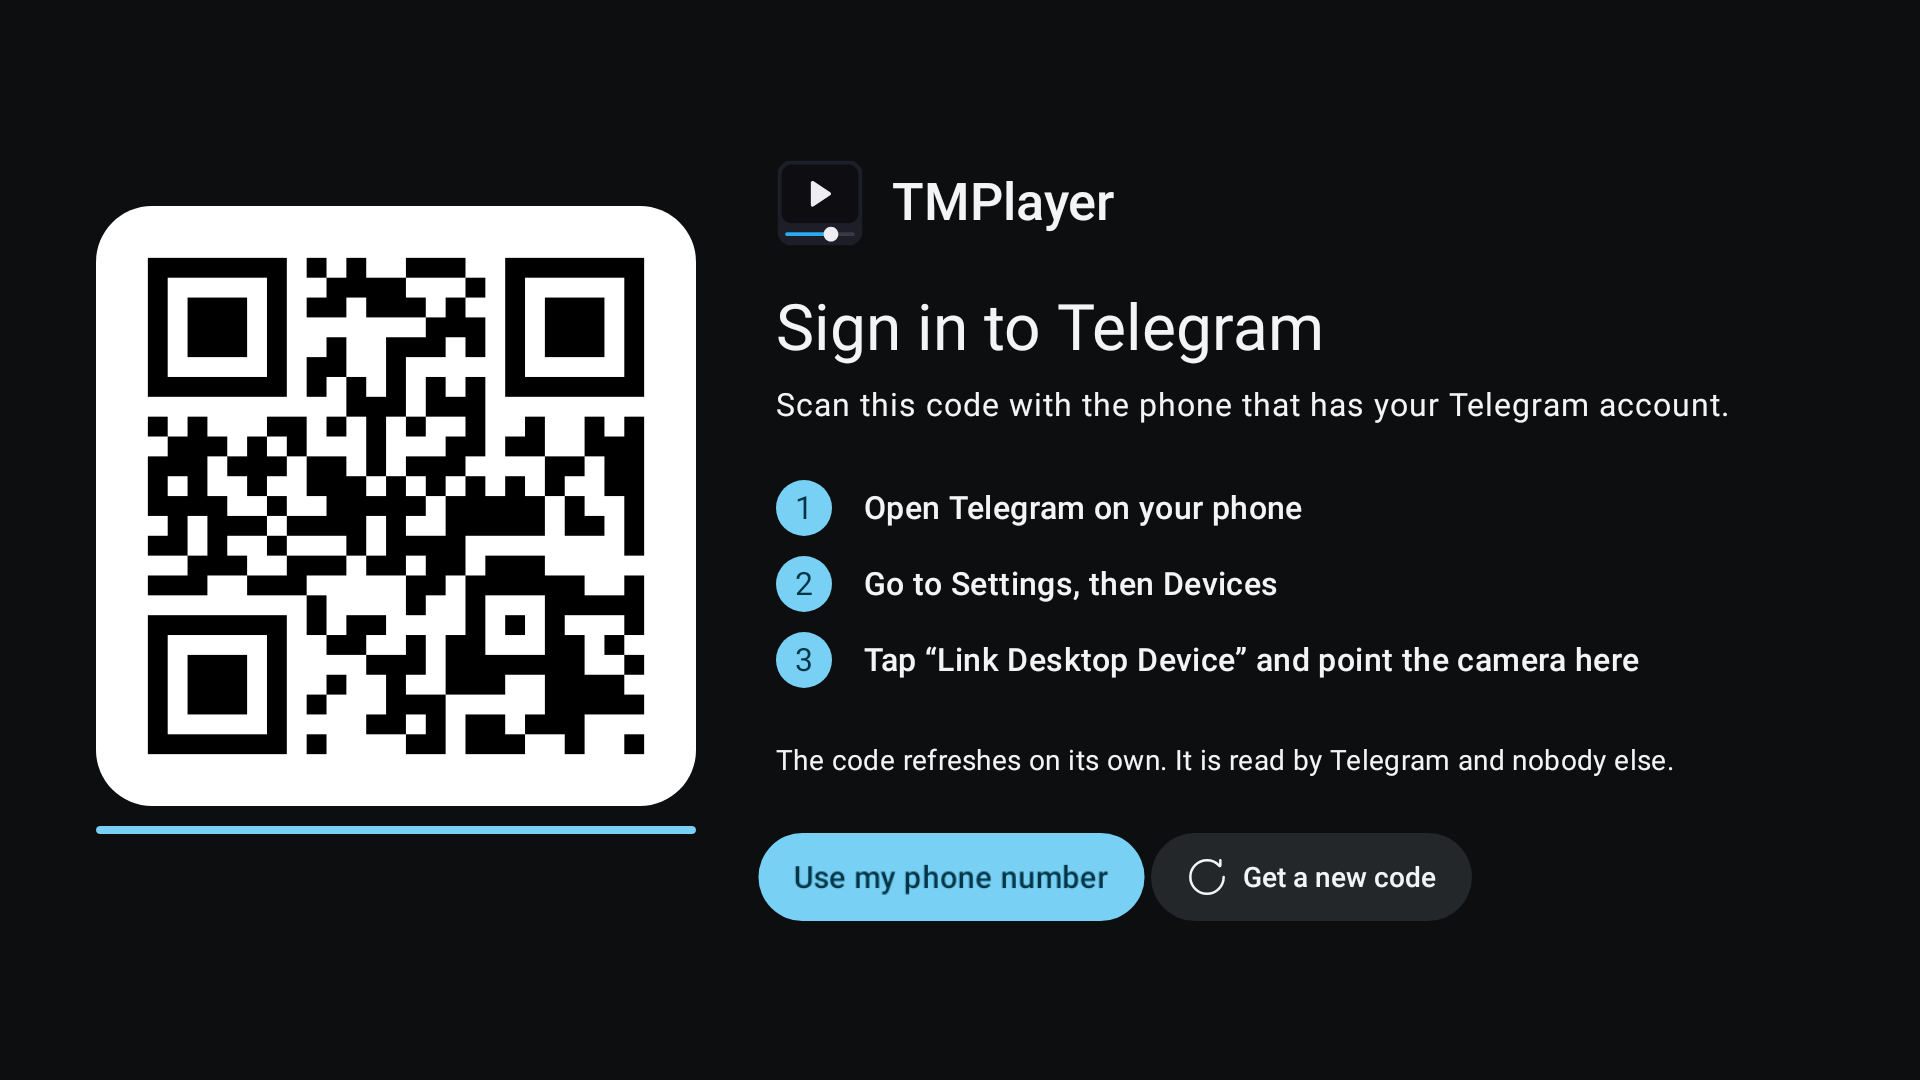 TMPlayer
Sign in to Telegram
Scan this code with the phone that has your Telegram account.
1 Open Telegram on your phone
2 Go to Settings, then Devices
3 Tap “Link Desktop Device” and point the camera here
The code refreshes on its own. It is read by Telegram and nobody else.
Use my phone number
Get a new code